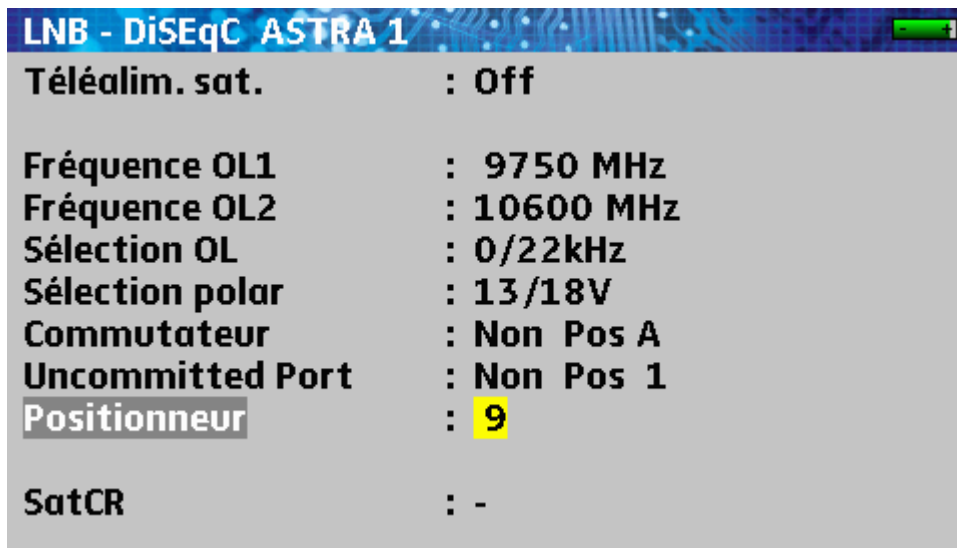 LNB - DiSEqC ASTRA 1
Téléalim. sat. : Off
Fréquence OL1 : 9750 MHz
Fréquence OL2 : 10600 MHz
Sélection OL : 0/22kHz
Sélection polar : 13/18V
Commutateur : Non Pos A
Uncommitted Port : Non Pos 1
Positionneur : 9
SatCR : -